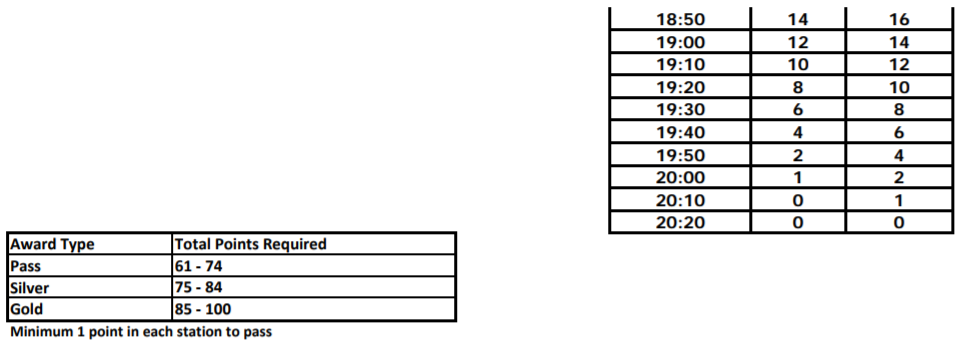 18:50 14 16
19:00 12 14
19:10 10 12
19:20 8 10
19:30 6 8
19:40 4 6
19:50 2 4
20:00 1 2
20:10 0 1
20:20 0 0
Award Type Total Points Required
Pass 61 - 74
Silver 75 - 84
Gold 85 - 100
Minimum 1 point in each station to pass